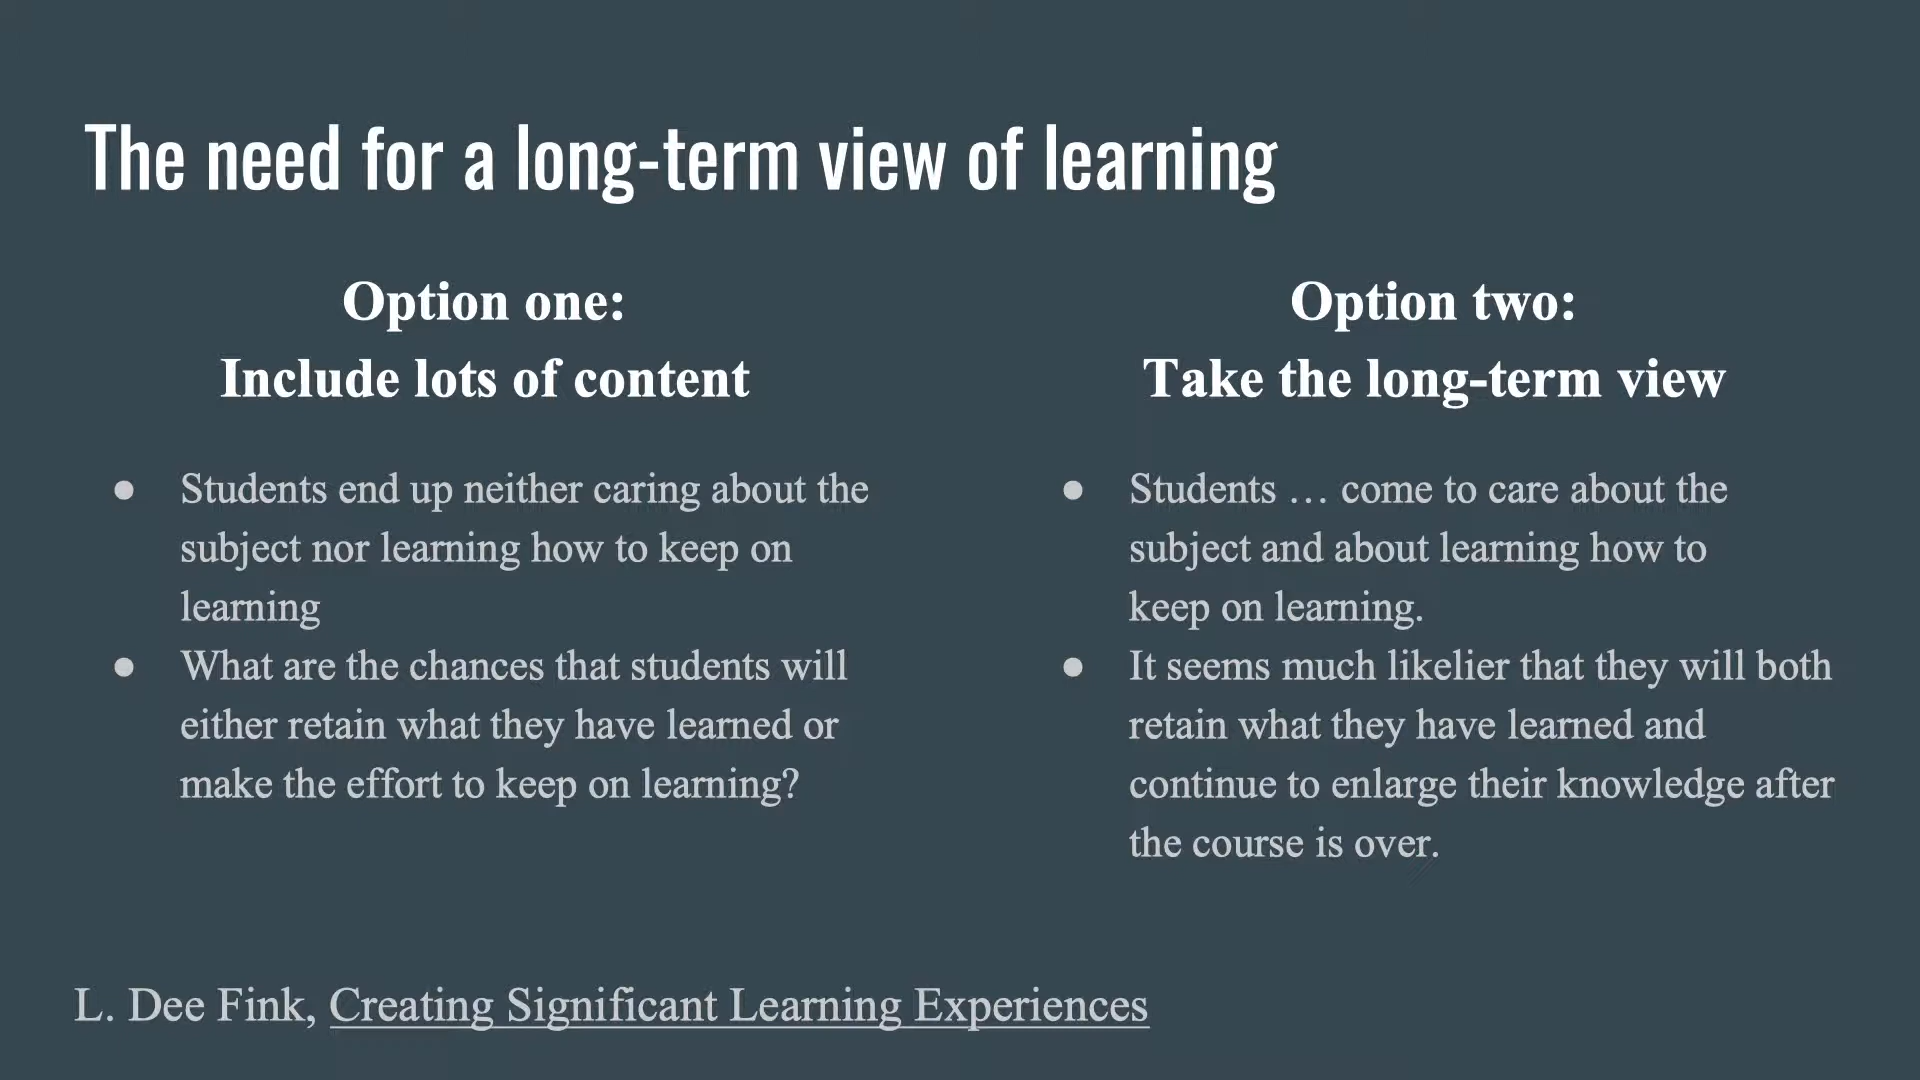 The need for a long-term view of learning
Option one:
Include lots of content
● Students end up neither caring about the
subject nor learning how to keep on
learning
● What are the chances that students will
either retain what they have learned or
make the effort to keep on learning?
Option two:
Take the long-term view
● Students … come to care about the
subject and about learning how to
keep on learning.
● It seems much likelier that they will both
retain what they have learned and
continue to enlarge their knowledge after
the course is over.
L. Dee Fink, Creating Significant Learning Experiences